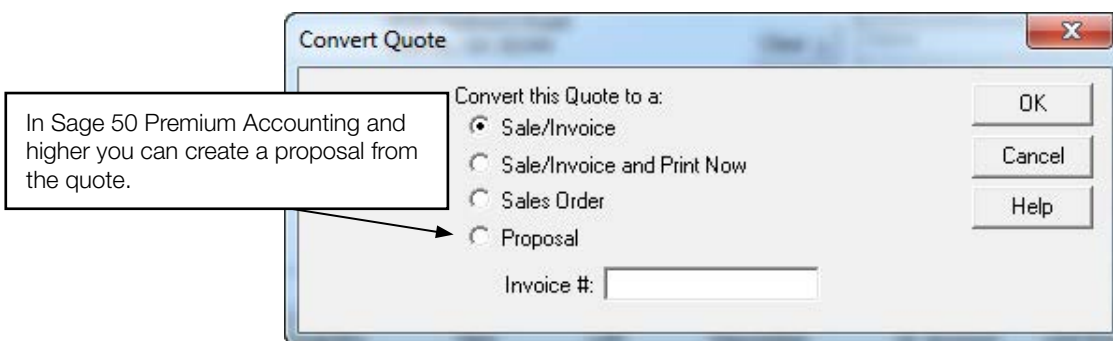 Convert Quote
In Sage 50 Premium Accounting and
higher you can create a proposal from
the quote.
Convert this Quote to a:
Sale/Invoice
Sale/Invoice and Print Now
Sales Order
Proposal
Invoice #:
OK
Cancel
Help